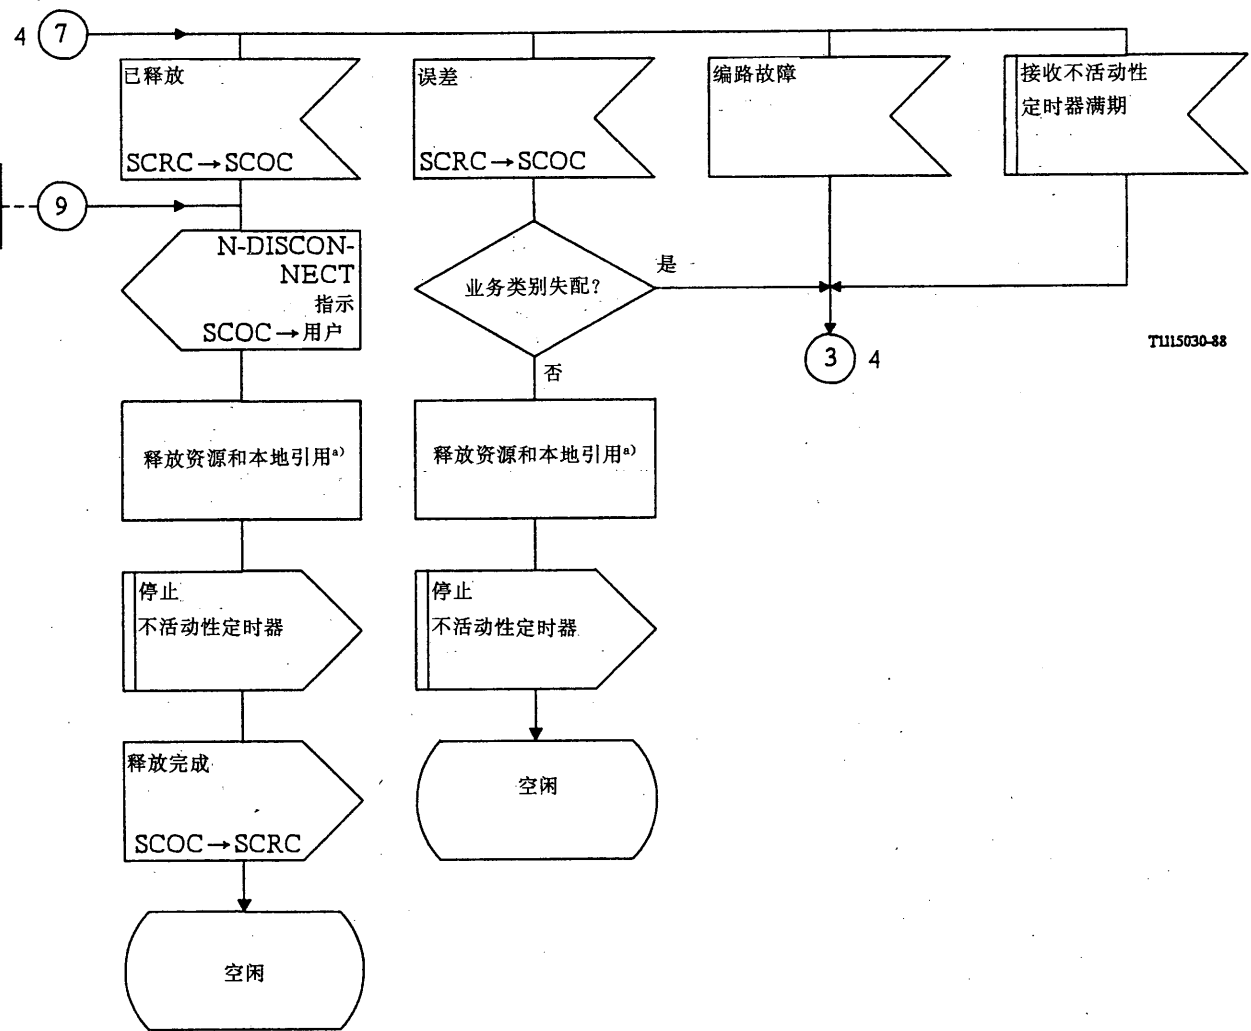 4
7
已释放
SCRC→SCOC
误差
SCRC→SCOC
编路故障
接收不活动性
定时器满期
9
N-DISCON-
NECT
指示
SCOC→用户
业务类别失配?
是
否
3
4
T1115030-88
释放资源和本地引用a)
释放资源和本地引用a)
停止
不活动性定时器
停止
不活动性定时器
释放完成
SCOC→SCRC
空闲
空闲